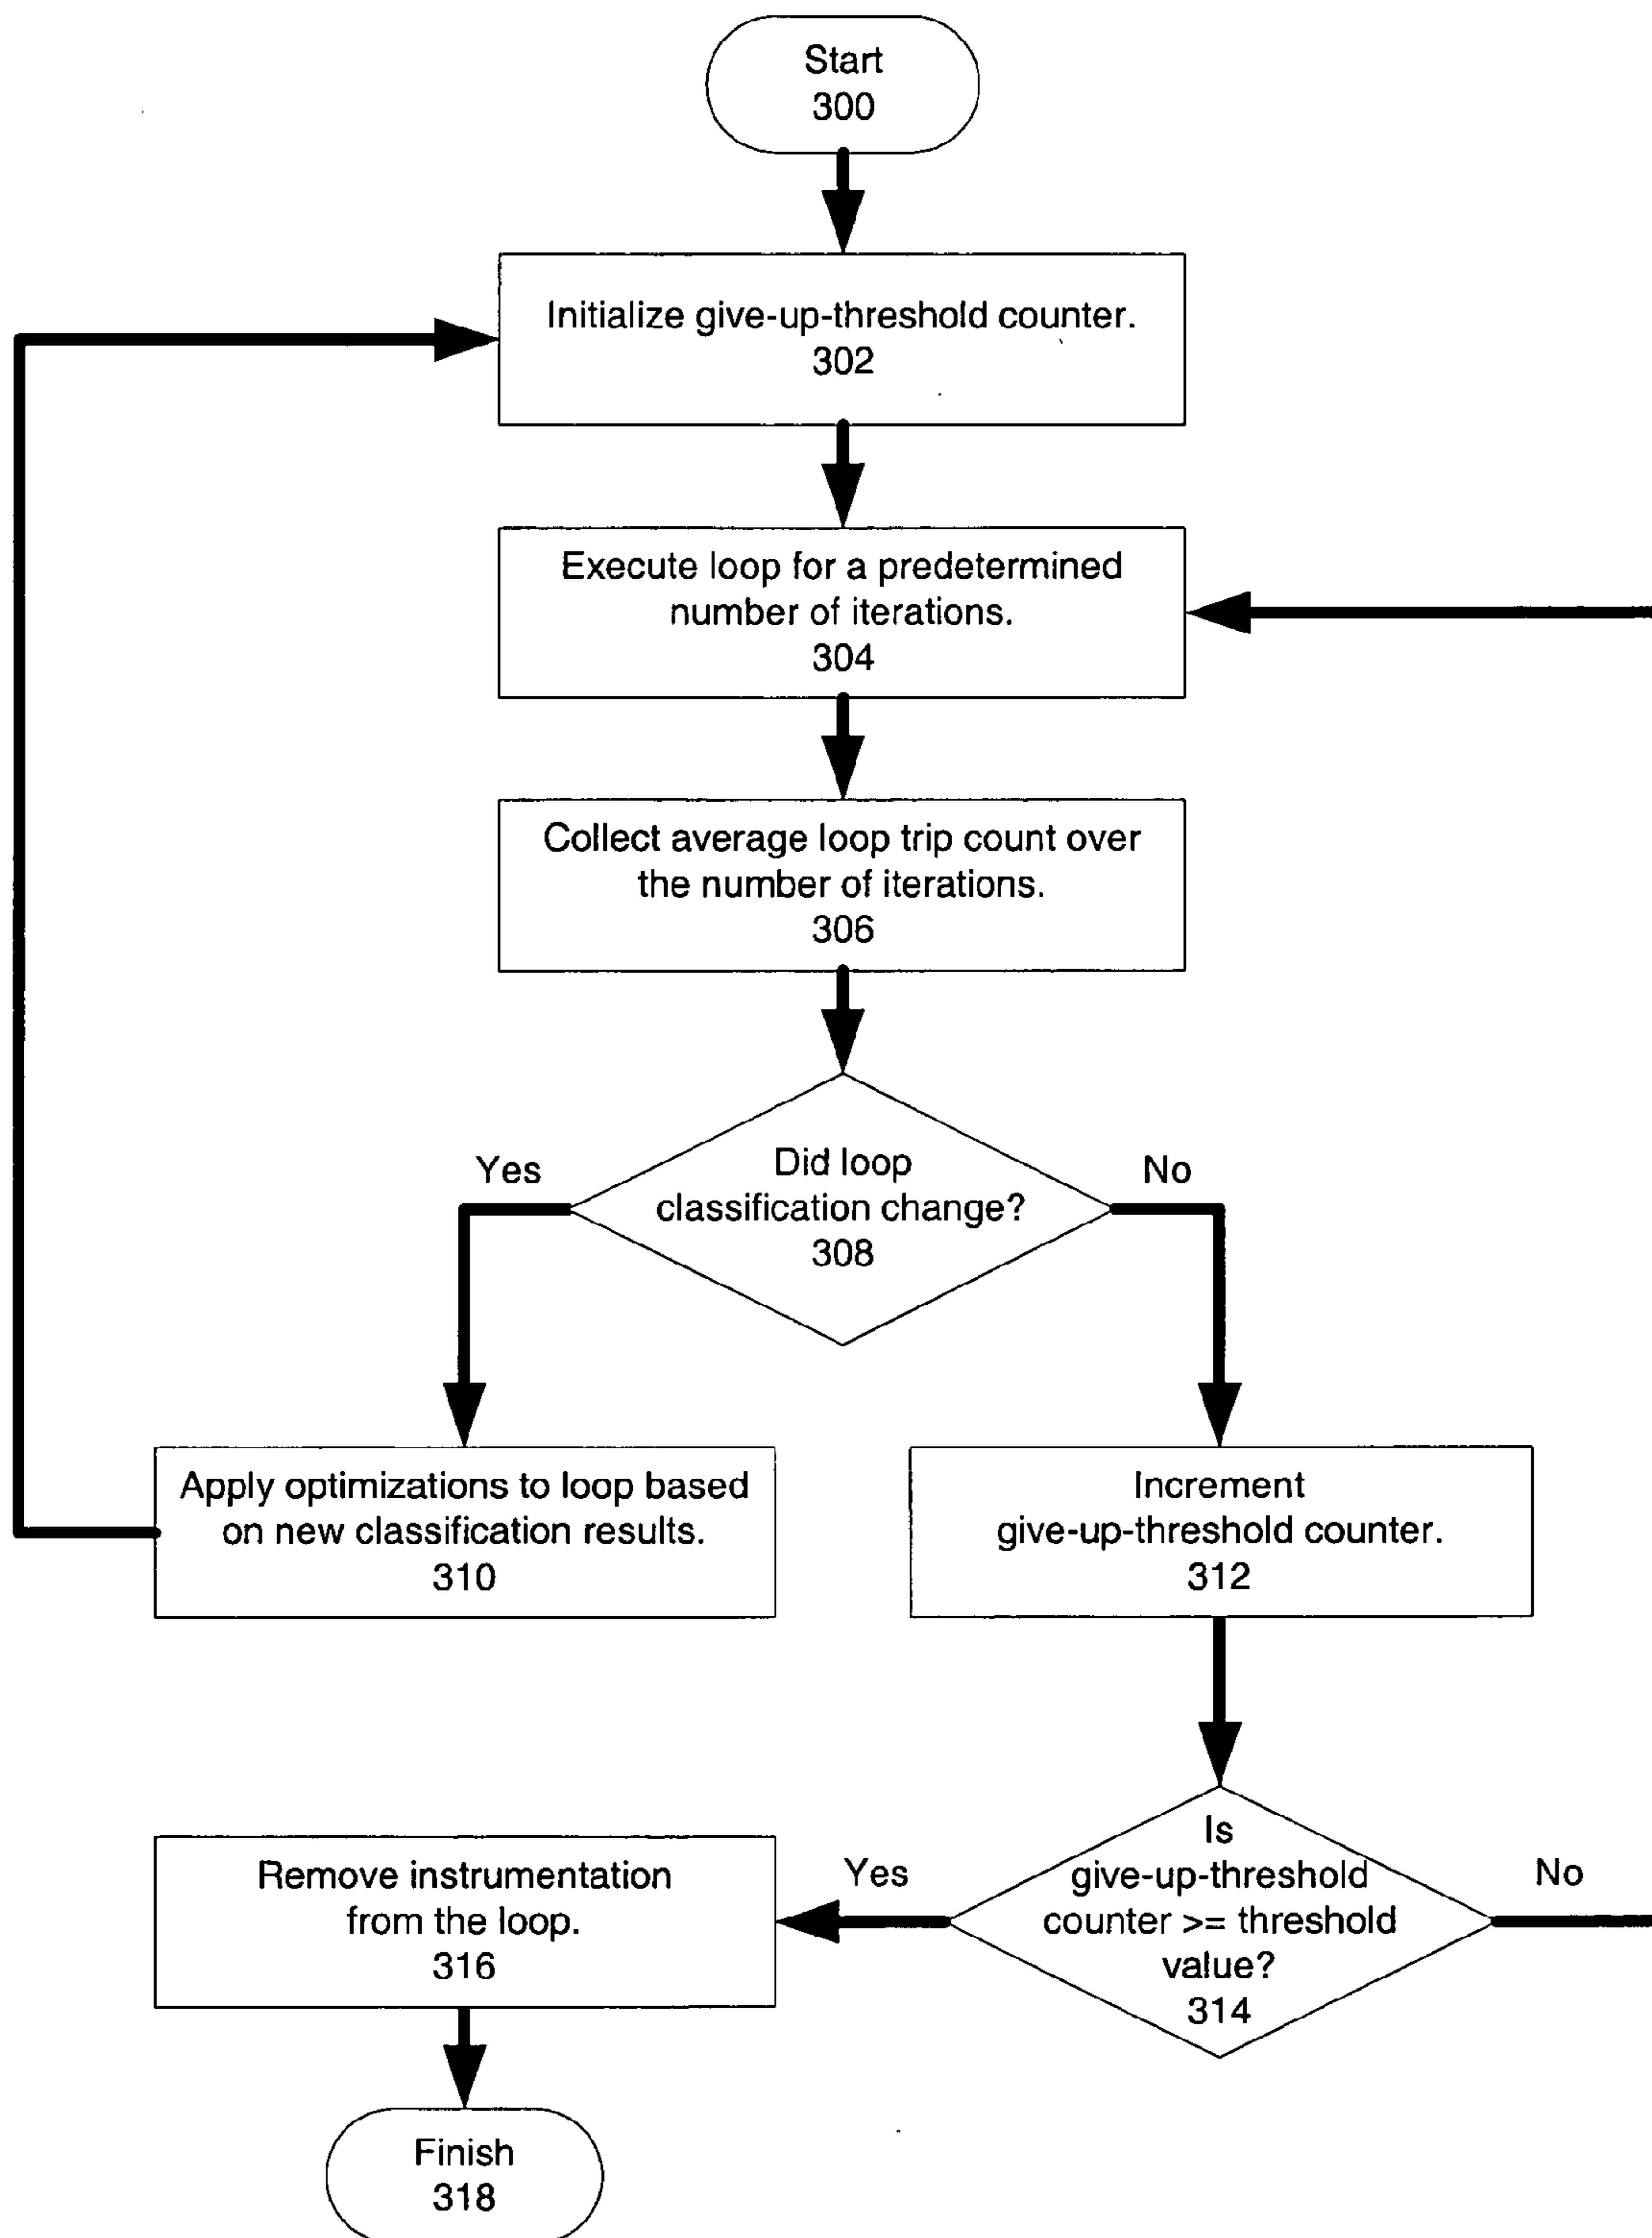 Start
300
Initialize give-up-threshold counter.
302
Execute loop for a predetermined
number of iterations.
304
Collect average loop trip count over
the number of iterations.
306
Did loop
classification change?
308
Yes
No
Apply optimizations to loop based
on new classification results.
310
Increment
give-up-threshold counter.
312
Is
give-up-threshold
counter >= threshold
value?
314
Yes
No
Remove instrumentation
from the loop.
316
Finish
318